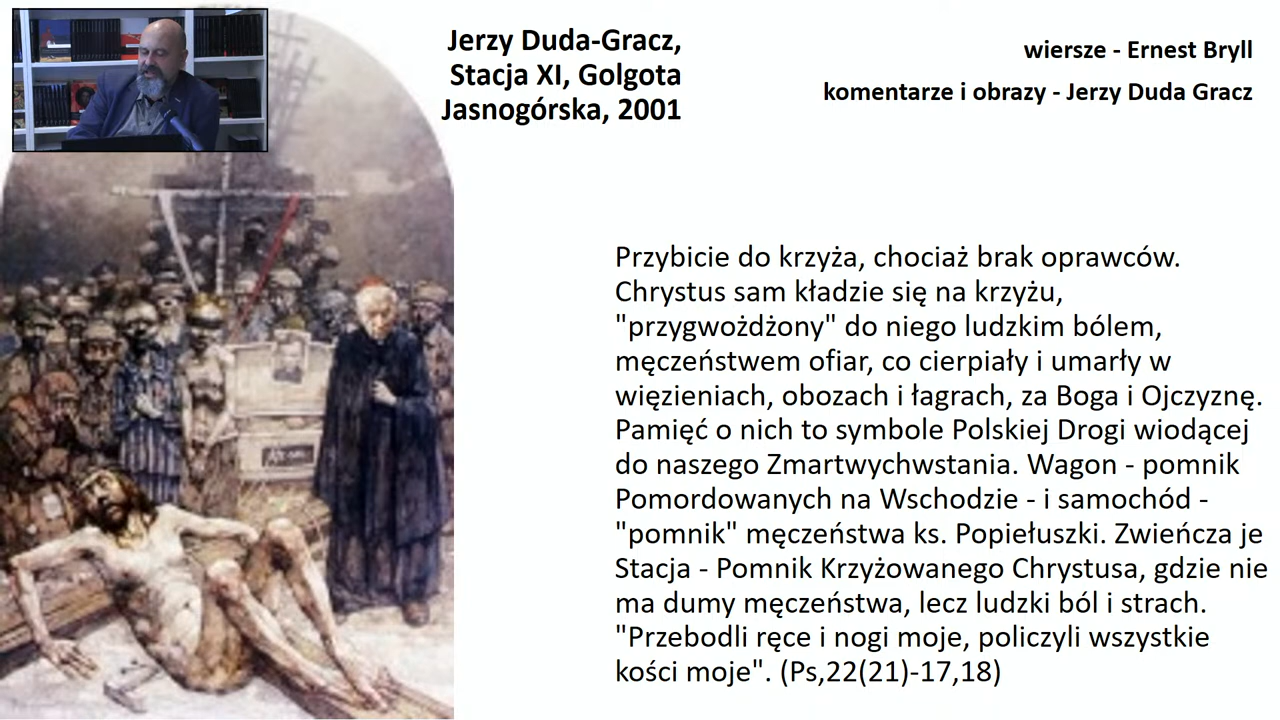 Jerzy Duda-Gracz,
Stacja XI, Golgota
Jasnogórska, 2001
wiersze - Ernest Bryll
komentarze i obrazy - Jerzy Duda Gracz
Przybicie do krzyża, chociaż brak oprawców.
Chrystus sam kładzie się na krzyżu,
"przygwożdżony" do niego ludzkim bólem,
męczeństwem ofiar, co cierpiały i umarły w
więzieniach, obozach i łagrach, za Boga i Ojczyznę.
Pamięć o nich to symbole Polskiej Drogi wiodącej
do naszego Zmartwychwstania. Wagon - pomnik
Pomordowanych na Wschodzie - i samochód -
"pomnik" męczeństwa ks. Popiełuszki. Zwieńcza je
Stacja - Pomnik Krzyżowanego Chrystusa, gdzie nie
ma dumy męczeństwa, lecz ludzki ból i strach.
"Przebodli ręce i nogi moje, policzyli wszystkie
kości moje". (Ps,22(21)-17,18)